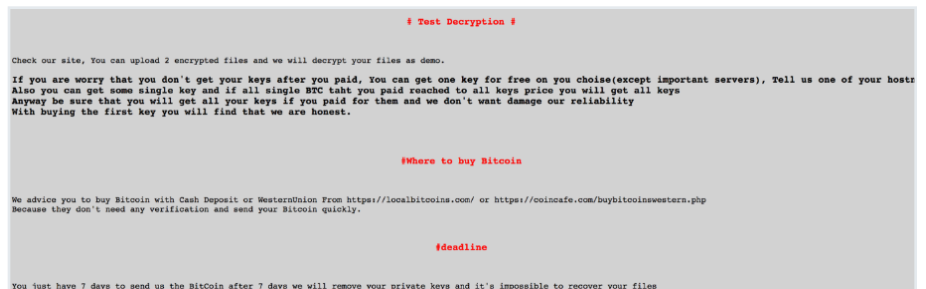 # Test Decryption #
Check our site, You can upload 2 encrypted files and we will decrypt your files as demo.
If you are worry that you don't get your keys after you paid, You can get one key for free on you choise(except important servers), Tell us one of your hostn
Also you can get some single key and if all single BTC taht you paid reached to all keys price you will get all keys
Anyway be sure that you will get all your keys if you paid for them and we don't want damage our reliability
With buying the first key you will find that we are honest.
#Where to buy Bitcoin
We advice you to buy Bitcoin with Cash Deposit or WesternUnion From https://localbitcoins.com/ or https://coincafe.com/buybitcoinswestern.php
Because they don't need any verification and send your Bitcoin quickly.
#deadline
You just have 7 days to send us the BitCoin after 7 days we will remove your private keys and it's impossible to recover your files